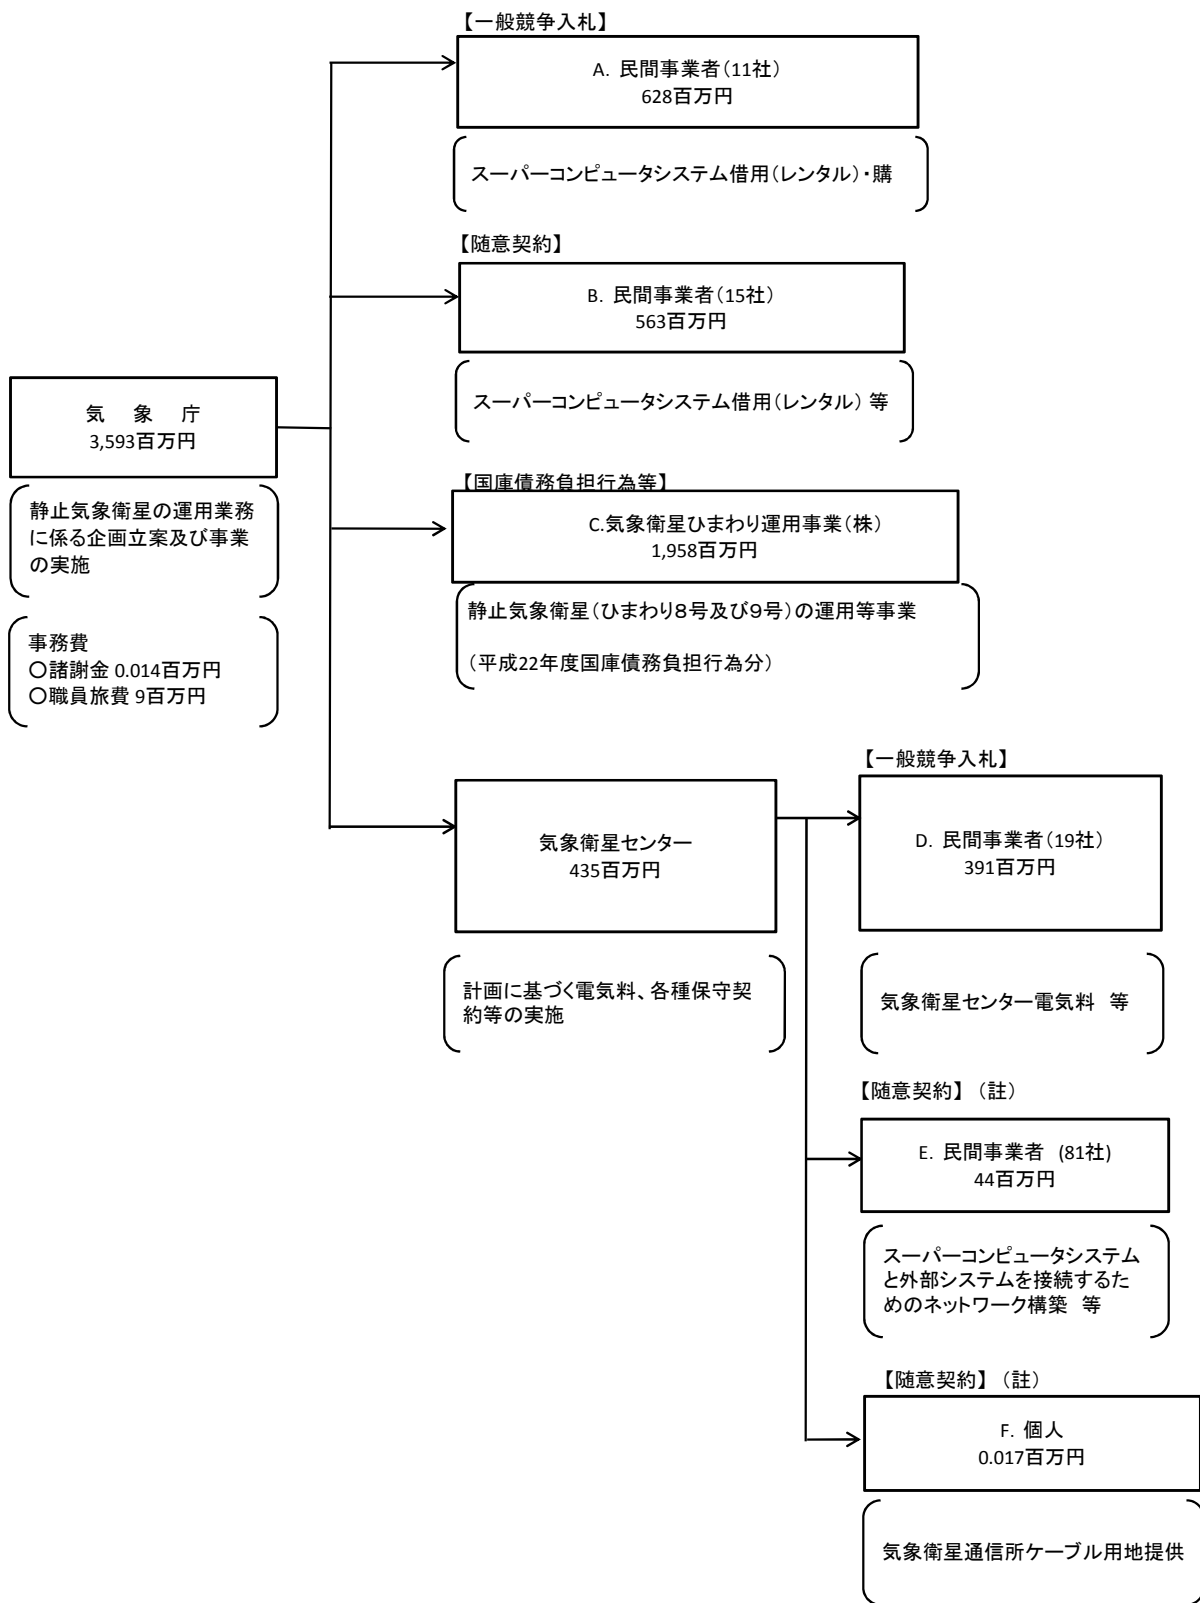 【一般競争入札】
A. 民間事業者(11社)
628百万円
スーパーコンピュータシステム借用(レンタル)・購
【随意契約】
B. 民間事業者(15社)
563百万円
スーパーコンピュータシステム借用(レンタル) 等
気 象 庁
3,593百万円
静止気象衛星の運用業務
に係る企画立案及び事業
の実施
事務費
○諸謝金 0.014百万円
○職員旅費 9百万円
【国庫債務負担行為等】
C.気象衛星ひまわり運用事業(株)
1,958百万円
静止気象衛星(ひまわり8号及び9号)の運用等事業
(平成22年度国庫債務負担行為分)
気象衛星センター
435百万円
計画に基づく電気料、各種保守契
約等の実施
【一般競争入札】
D. 民間事業者(19社)
391百万円
気象衛星センター電気料 等
【随意契約】(註)
E. 民間事業者 (81社)
44百万円
スーパーコンピュータシステム
と外部システムを接続するた
めのネットワーク構築 等
【随意契約】(註)
F. 個人
0.017百万円
気象衛星通信所ケーブル用地提供